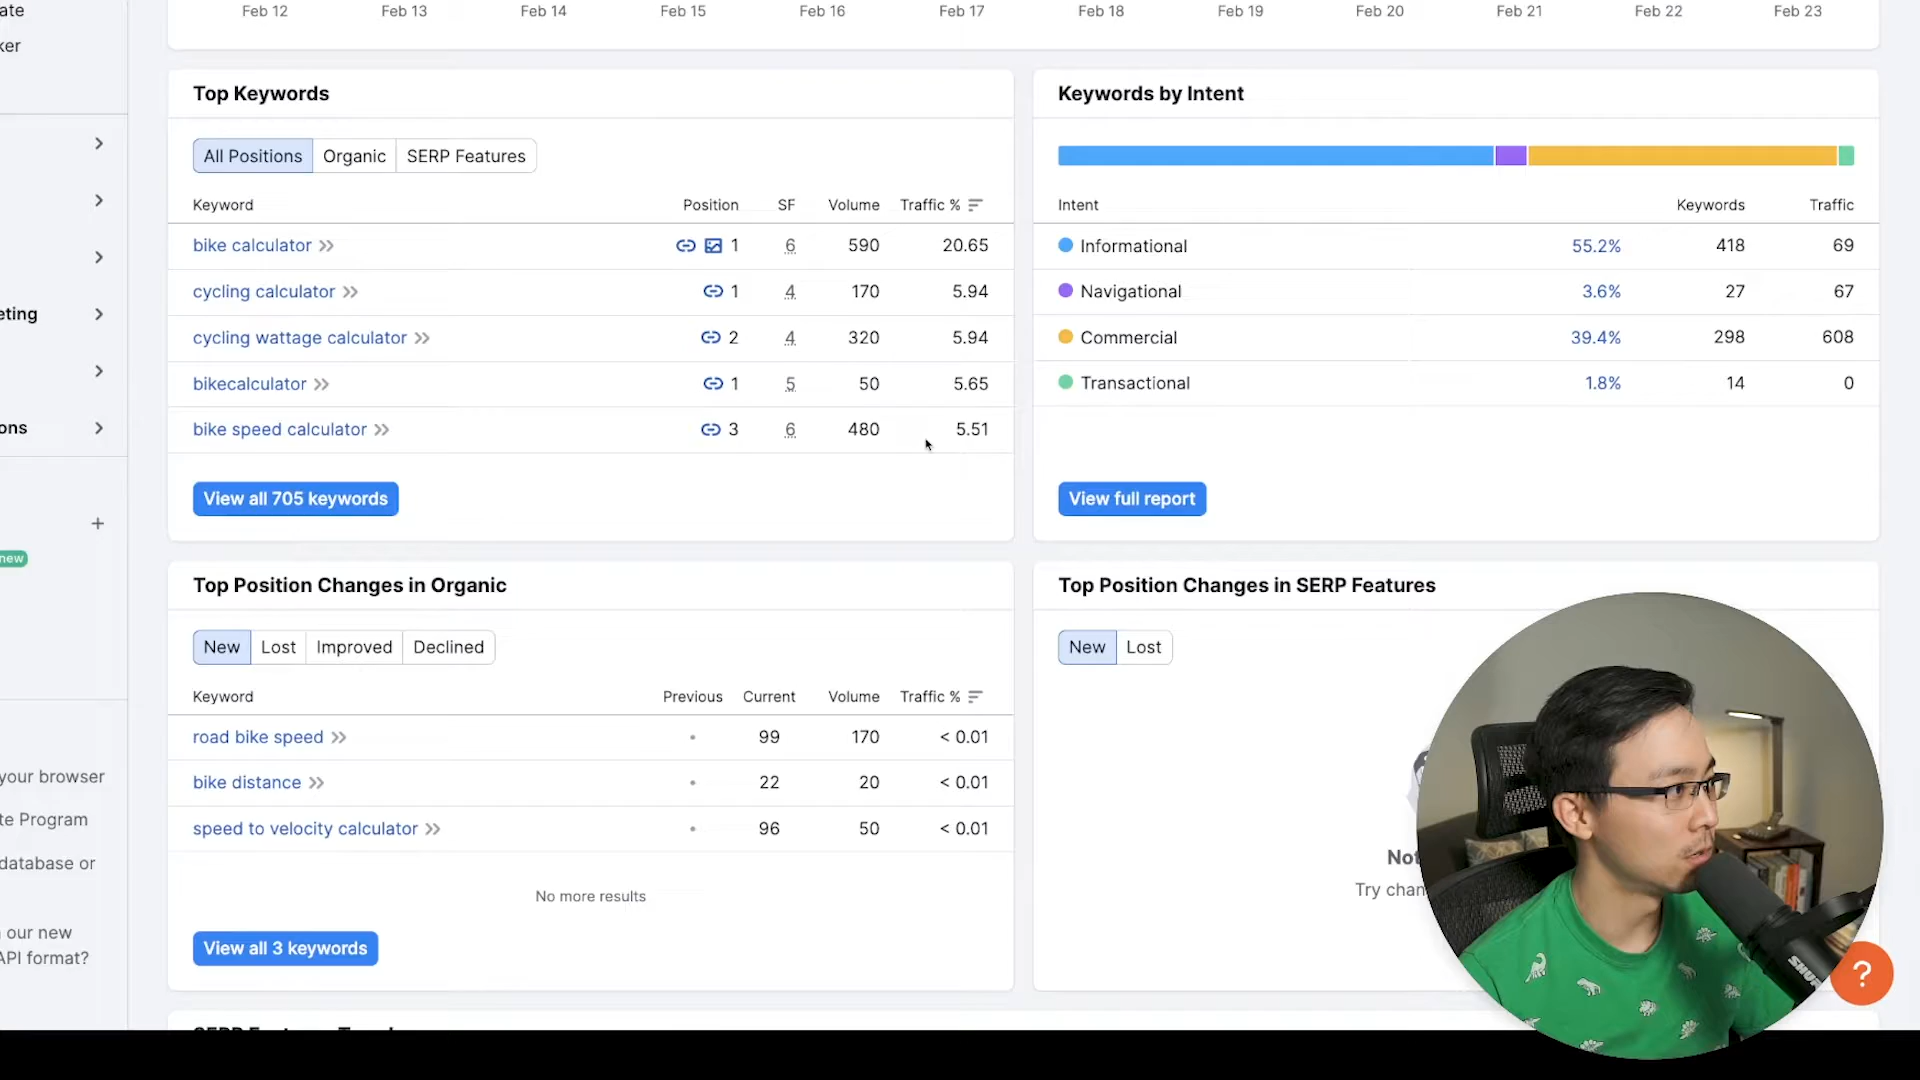 ate
Feb 12 Feb 13 Feb 14 Feb 15 Feb 16 Feb 17 Feb 18 Feb 19 Feb 20 Feb 21 Feb 22 Feb 23
ker
eting
ons
new
your browser
te Program
database or
our new
API format?
Top Keywords
All Positions Organic SERP Features
Keyword Position SF Volume Traffic %
bike calculator 1 6 590 20.65
cycling calculator 1 4 170 5.94
cycling wattage calculator 2 4 320 5.94
bikecalculator 1 5 50 5.65
bike speed calculator 3 6 480 5.51
View all 705 keywords
Keywords by Intent
Intent Keywords Traffic
Informational 55.2% 418 69
Navigational 3.6% 27 67
Commercial 39.4% 298 608
Transactional 1.8% 14 0
View full report
Top Position Changes in Organic
New Lost Improved Declined
Keyword Previous Current Volume Traffic %
road bike speed 99 170 < 0.01
bike distance 22 20 < 0.01
speed to velocity calculator 96 50 < 0.01
No more results
View all 3 keywords
Top Position Changes in SERP Features
New Lost
Not
Try chan
SHURE
?